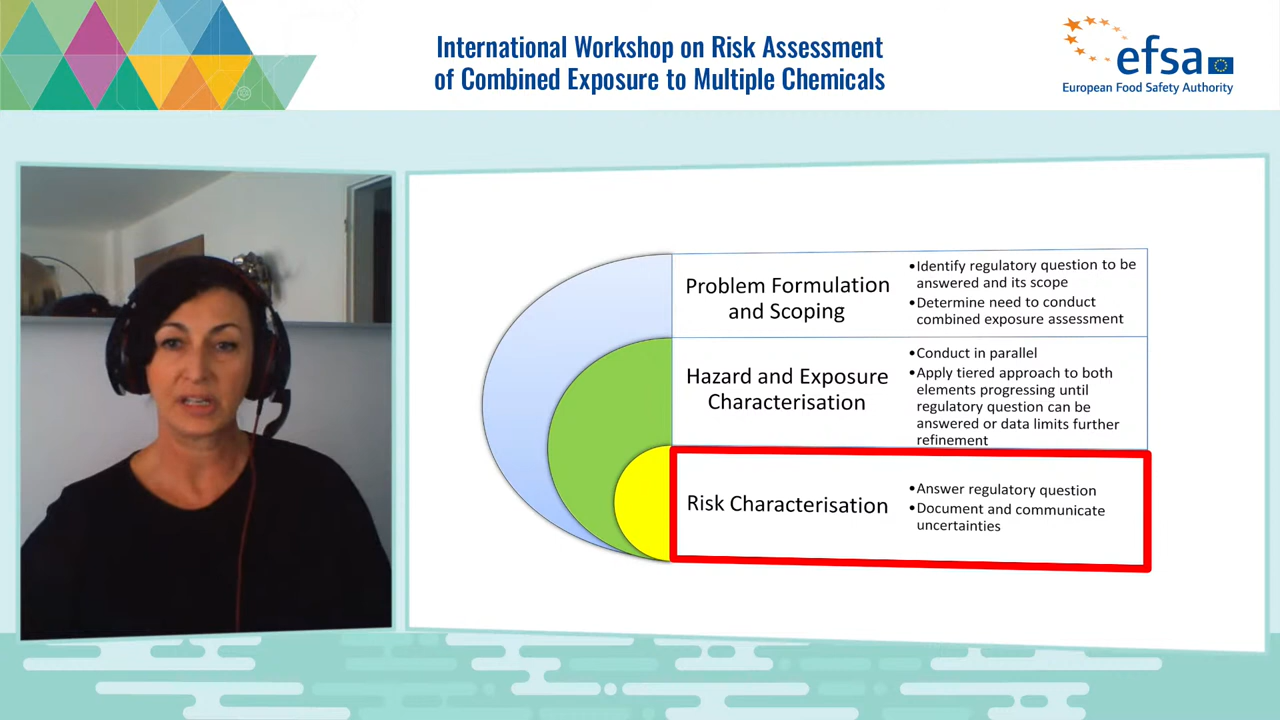 International Workshop on Risk Assessment
of Combined Exposure to Multiple Chemicals
efsa
European Food Safety Authority
Problem Formulation
and Scoping
•Identify regulatory question to be
answered and its scope
•Determine need to conduct
combined exposure assessment
Hazard and Exposure
Characterisation
•Conduct in parallel
•Apply tiered approach to both
elements progressing until
regulatory question can be
answered or data limits further
refinement
Risk Characterisation
•Answer regulatory question
•Document and communicate
uncertainties